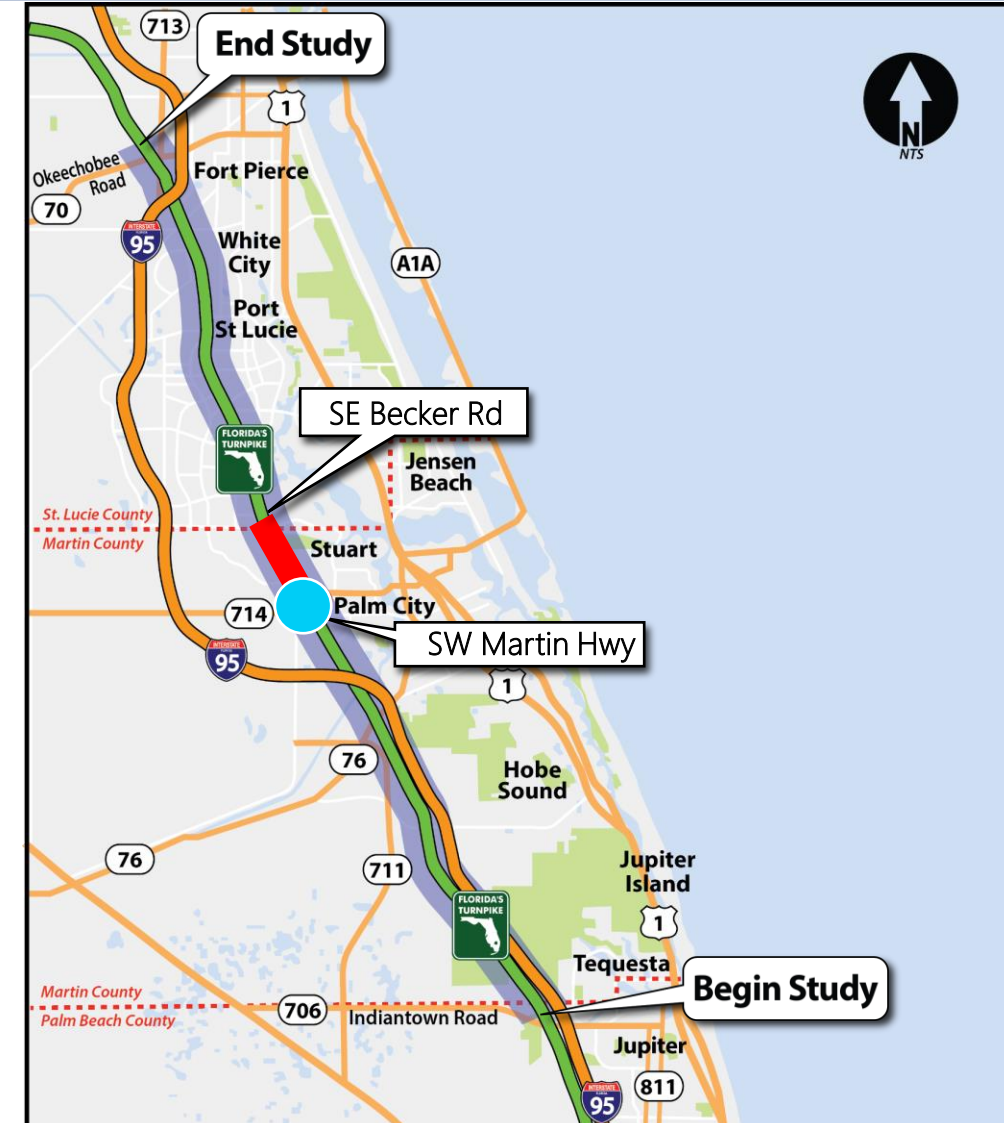 713
End Study
1
N
NTS
Okeechobee
Road
Fort Pierce
70
INTERSTATE
95
White
City
A1A
Port
St Lucie
SE Becker Rd
FLORIDA'S
TURNPIKE
Jensen
Beach
St. Lucie County
Martin County
Stuart
714
Palm City
SW Martin Hwy
INTERSTATE
95
1
76
Hobe
Sound
76
711
Jupiter
Island
FLORIDA'S
TURNPIKE
1
Tequesta
Begin Study
Martin County
Palm Beach County
706
Indiantown Road
Jupiter
811
INTERSTATE
95